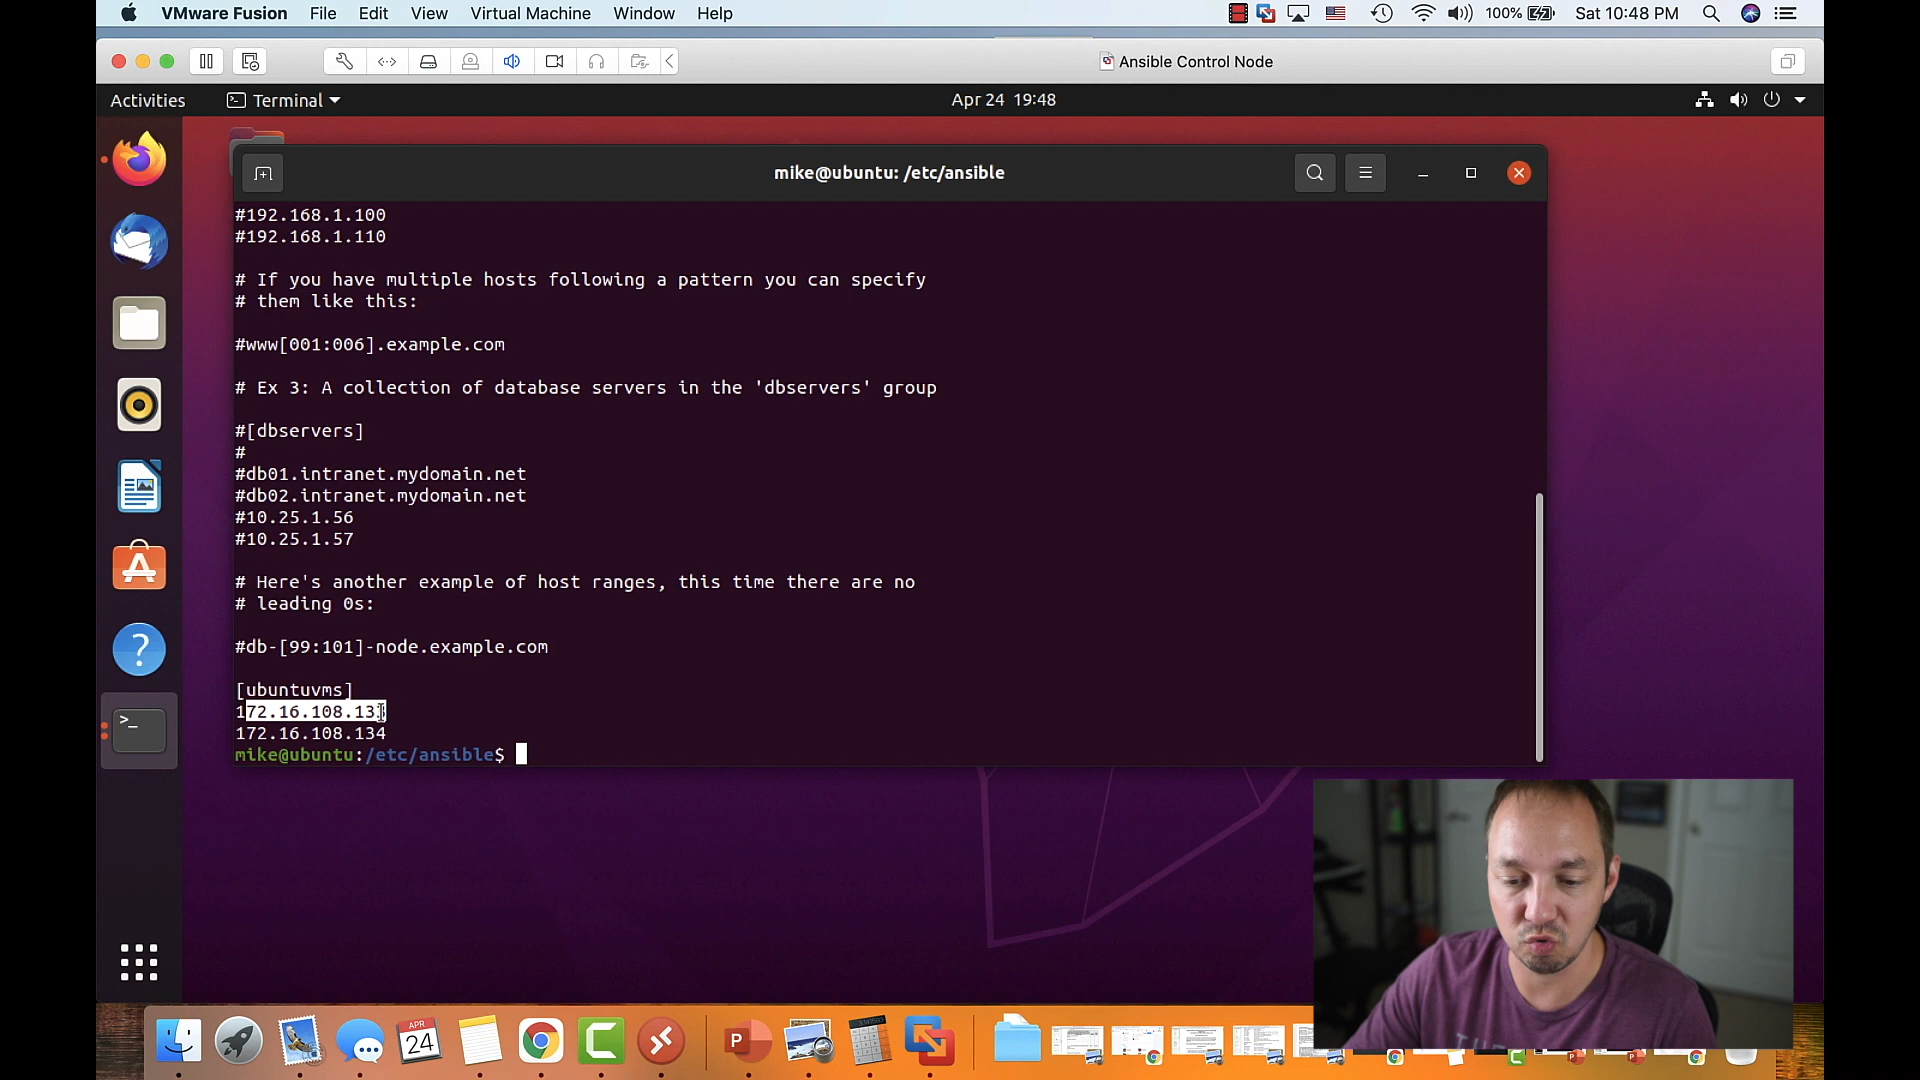 VMware Fusion File Edit View Virtual Machine Window Help 100% Sat 10:48 PM
Ansible Control Node
Activities Terminal Apr 24 19:48
mike@ubuntu: /etc/ansible
#192.168.1.100
#192.168.1.110
# If you have multiple hosts following a pattern you can specify
# them like this:
#www[001:006].example.com
# Ex 3: A collection of database servers in the 'dbservers' group
#[dbservers]
#
#db01.intranet.mydomain.net
#db02.intranet.mydomain.net
#10.25.1.56
#10.25.1.57
# Here's another example of host ranges, this time there are no
# leading 0s:
#db-[99:101]-node.example.com
[ubuntuvms]
172.16.108.134
mike@ubuntu:/etc/ansible$
APR
24